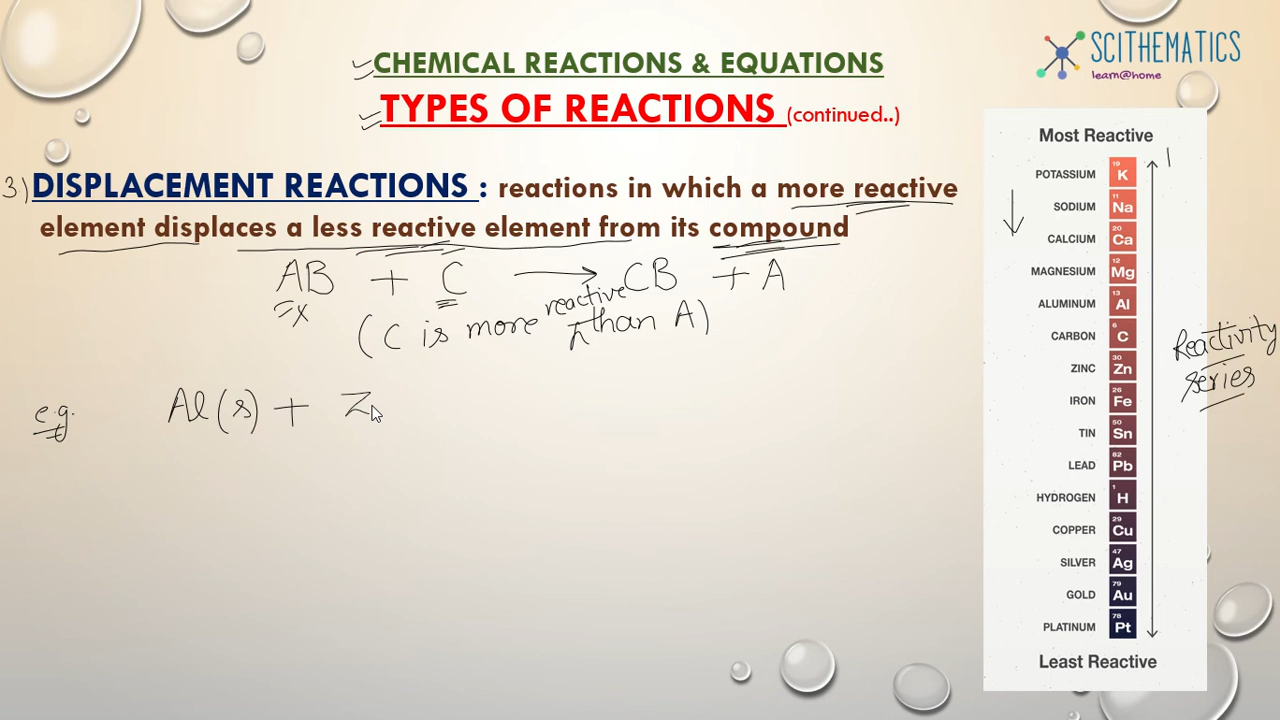 SCITHEMATICS
learn@home
CHEMICAL REACTIONS & EQUATIONS
TYPES OF REACTIONS (continued..)
3) DISPLACEMENT REACTIONS : reactions in which a more reactive
element displaces a less reactive element from its compound
AB + C → CB + A
(C is more reactive than A)
e.g. Al(s) + Z
Most Reactive
POTASSIUM 19 K
SODIUM 11 Na
CALCIUM 20 Ca
MAGNESIUM 12 Mg
ALUMINUM 13 Al
CARBON 6 C
ZINC 30 Zn
IRON 26 Fe
TIN 50 Sn
LEAD 82 Pb
HYDROGEN 1 H
COPPER 29 Cu
SILVER 47 Ag
GOLD 79 Au
PLATINUM 78 Pt
Least Reactive
Reactivity
series